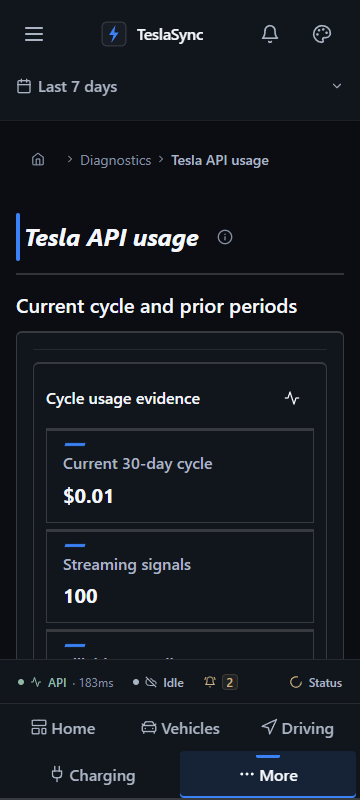 TeslaSync
Last 7 days
Diagnostics Tesla API usage
Tesla API usage
Current cycle and prior periods
Cycle usage evidence
Current 30-day cycle
$0.01
Streaming signals
100
API · 183ms Idle 2 Status
Home Vehicles Driving
Charging More